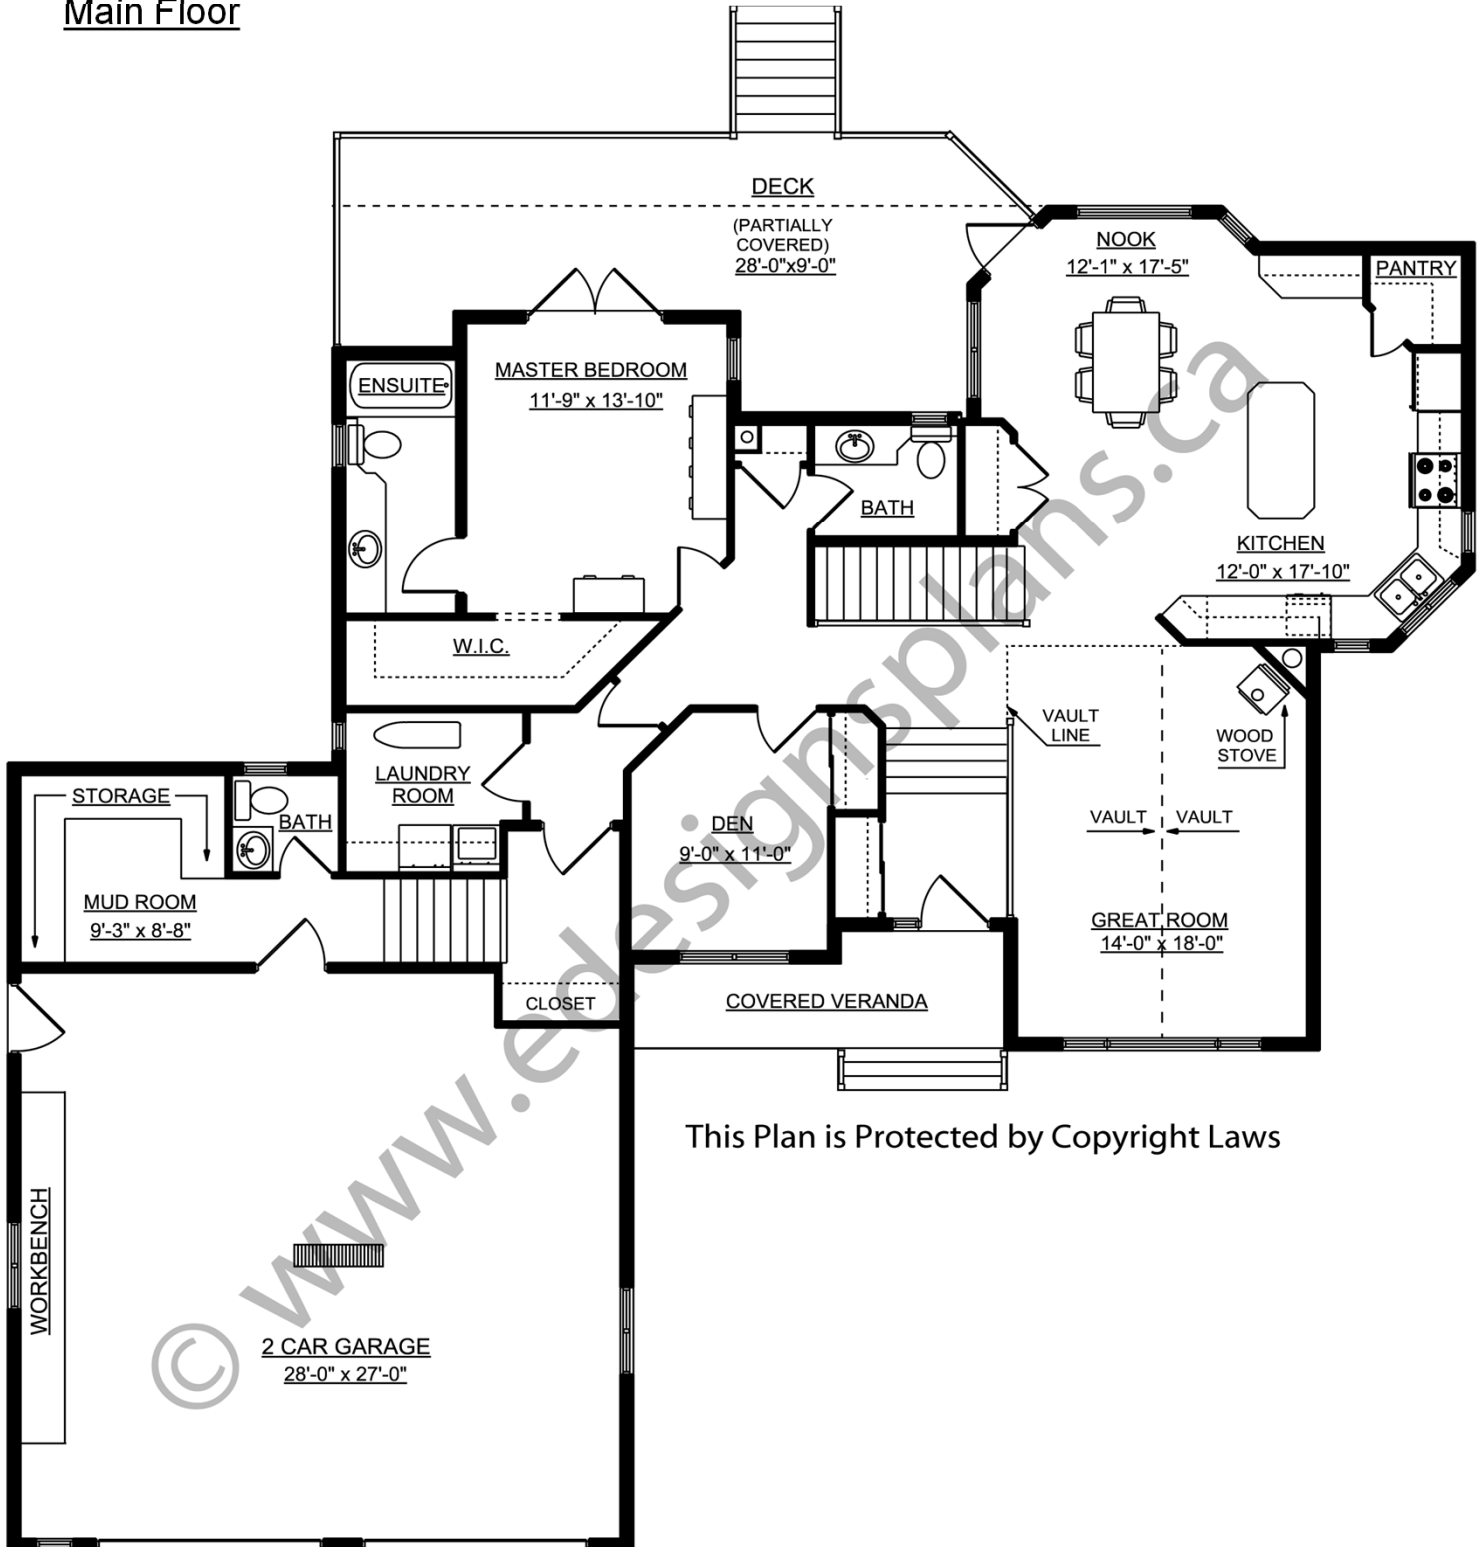 Main Floor
DECK
(PARTIALLY
COVERED)
28'-0"x9'-0"
NOOK
12'-1" x 17'-5"
PANTRY
ENSUITE
MASTER BEDROOM
11'-9" x 13'-10"
BATH
KITCHEN
12'-0" x 17'-10"
W.I.C.
VAULT
LINE
WOOD
STOVE
LAUNDRY
ROOM
STORAGE
BATH
DEN
9'-0" x 11'-0"
VAULT
VAULT
MUD ROOM
9'-3" x 8'-8"
GREAT ROOM
14'-0" x 18'-0"
CLOSET
COVERED VERANDA
This Plan is Protected by Copyright Laws
WORKBENCH
2 CAR GARAGE
28'-0" x 27'-0"
© www.edesignsplans.ca